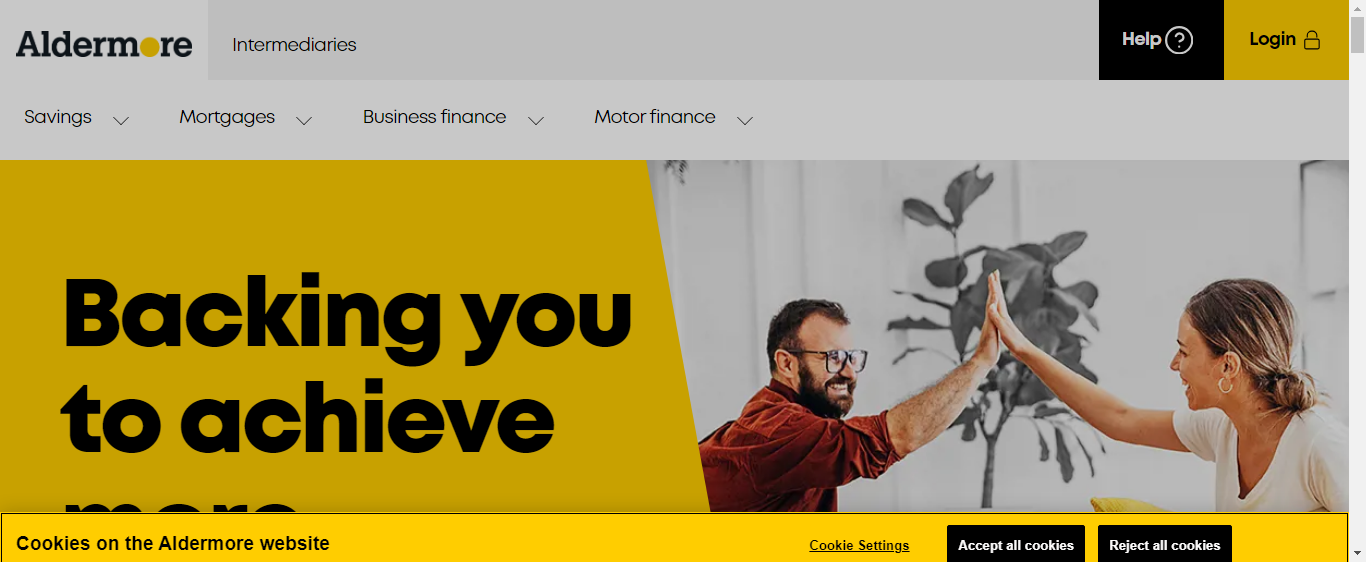 Aldermore
Intermediaries
Help
Login
Savings
Mortgages
Business finance
Motor finance
Backing you
to achieve
more
Cookies on the Aldermore website
Cookie Settings
Accept all cookies
Reject all cookies